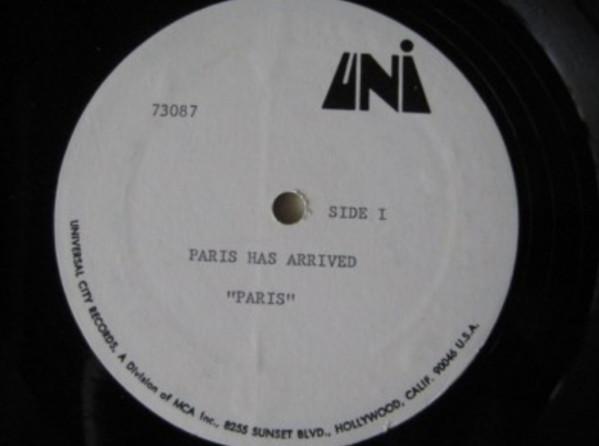 UNI
73087
SIDE I
PARIS HAS ARRIVED
"PARIS"
UNIVERSAL CITY RECORDS, A Division of MCA Inc., 8255 SUNSET BLVD., HOLLYWOOD, CALIF. 90046 U.S.A.